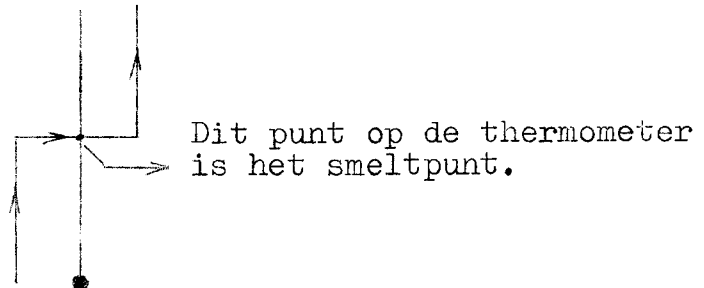 Dit punt op de thermometer
is het smeltpunt.